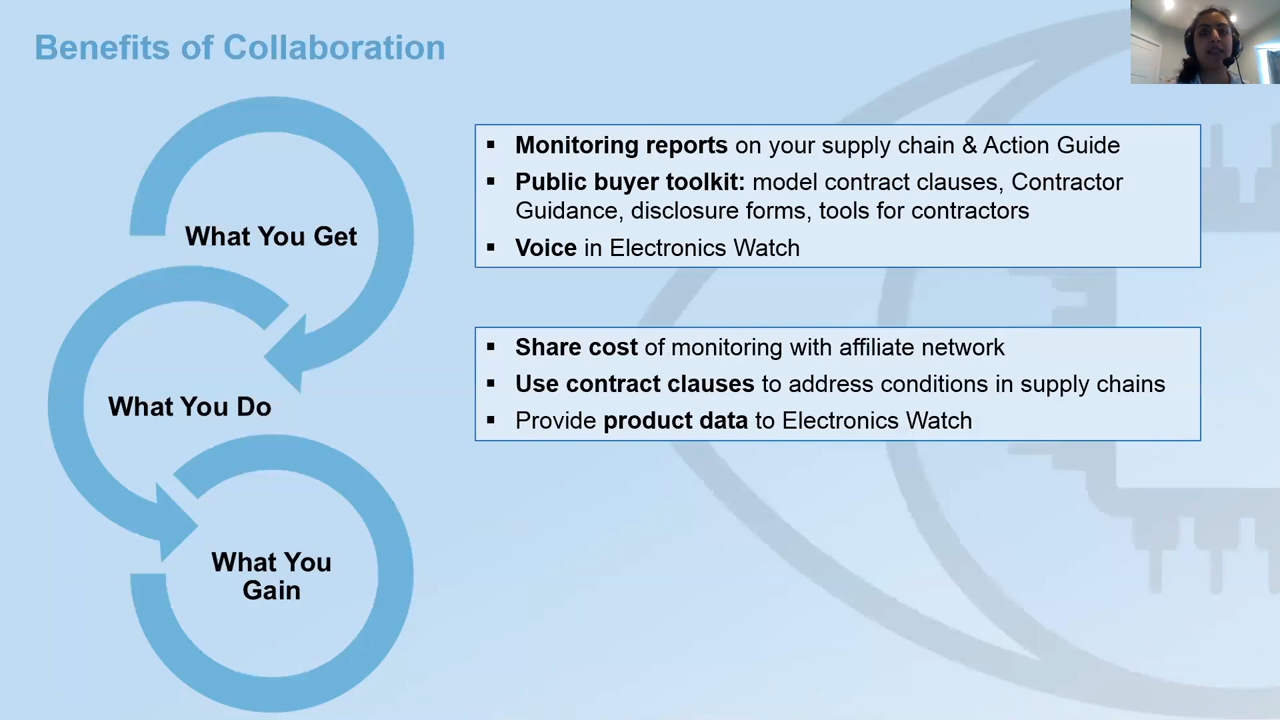 Benefits of Collaboration
What You Get
▪ Monitoring reports on your supply chain & Action Guide
▪ Public buyer toolkit: model contract clauses, Contractor
Guidance, disclosure forms, tools for contractors
▪ Voice in Electronics Watch
What You Do
▪ Share cost of monitoring with affiliate network
▪ Use contract clauses to address conditions in supply chains
▪ Provide product data to Electronics Watch
What You
Gain